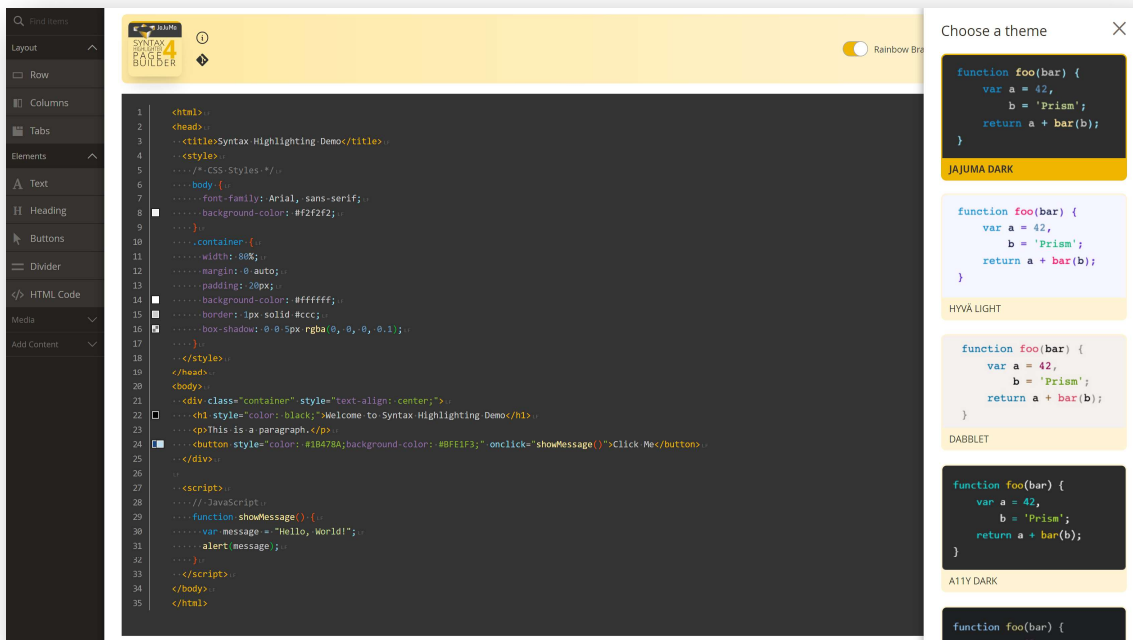 Find items
Layout
Row
Columns
Tabs
Elements
Text
Heading
Buttons
Divider
HTML Code
Media
Add Content
JaJuMa
SYNTAX
HIGHLIGHTER
PAGE 4
BUILDER
Rainbow Bra
1 <html>
2 <head>
3 <title>Syntax Highlighting Demo</title>
4 <style>
5 /* CSS Styles */
6 body {
7 font-family: Arial, sans-serif;
8 background-color: #f2f2f2;
9 }
10 .container {
11 width: 80%;
12 margin: 0 auto;
13 padding: 20px;
14 background-color: #ffffff;
15 border: 1px solid #ccc;
16 box-shadow: 0 0 5px rgba(0, 0, 0, 0.1);
17 }
18 </style>
19 </head>
20 <body>
21 <div class="container" style="text-align: center;">
22 <h1 style="color: black;">Welcome to Syntax Highlighting Demo</h1>
23 <p>This is a paragraph.</p>
24 <button style="color: #1B478A;background-color: #BFE1F3;" onclick="showMessage()">Click Me</button>
25 </div>
26
27 <script>
28 // JavaScript
29 function showMessage() {
30 var message = "Hello, World!";
31 alert(message);
32 }
33 </script>
34 </body>
35 </html>
Choose a theme
function foo(bar) {
var a = 42,
b = 'Prism';
return a + bar(b);
}
JAJUMA DARK
function foo(bar) {
var a = 42,
b = 'Prism';
return a + bar(b);
}
HYVÄ LIGHT
function foo(bar) {
var a = 42,
b = 'Prism';
return a + bar(b);
}
DABBLET
function foo(bar) {
var a = 42,
b = 'Prism';
return a + bar(b);
}
A11Y DARK
function foo(bar) {